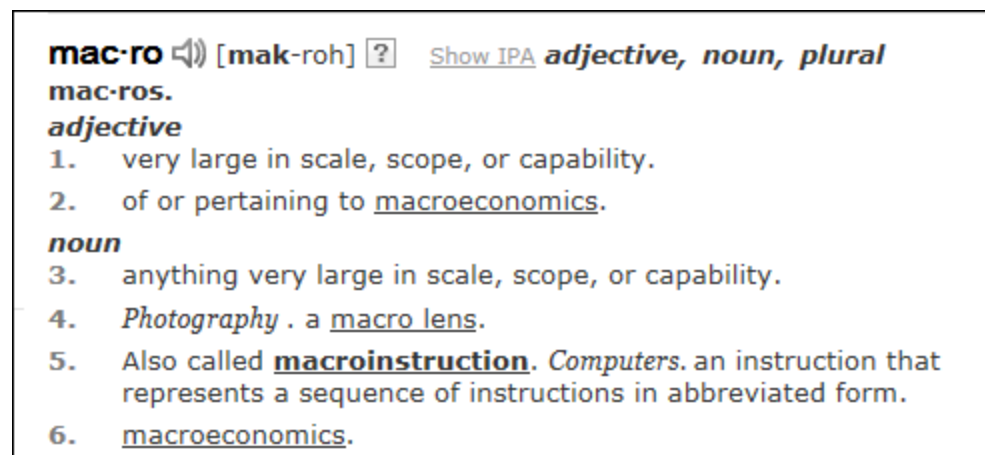 mac·ro [mak-roh] ? Show IPA adjective, noun, plural
mac·ros.
adjective
1. very large in scale, scope, or capability.
2. of or pertaining to macroeconomics.
noun
3. anything very large in scale, scope, or capability.
4. Photography . a macro lens.
5. Also called macroinstruction. Computers. an instruction that
represents a sequence of instructions in abbreviated form.
6. macroeconomics.